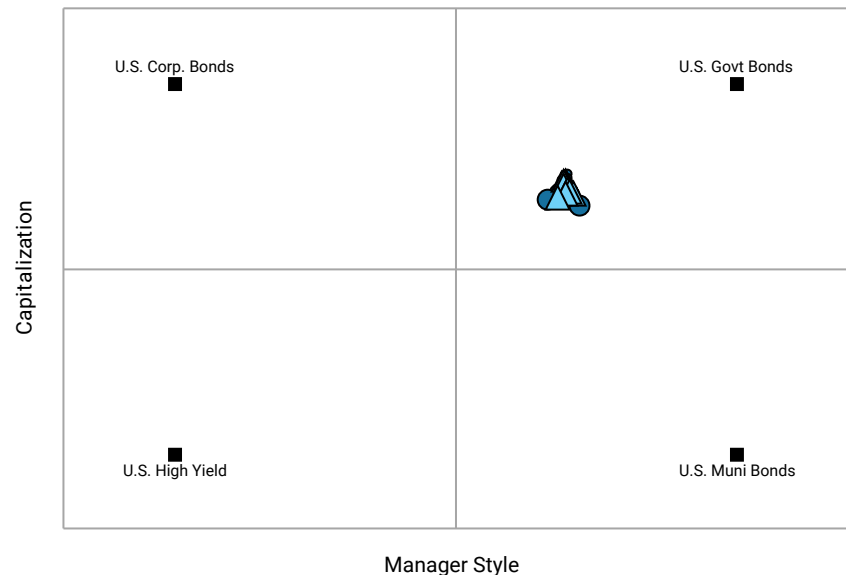 U.S. Corp. Bonds
U.S. Govt Bonds
Capitalization
U.S. High Yield
U.S. Muni Bonds
Manager Style